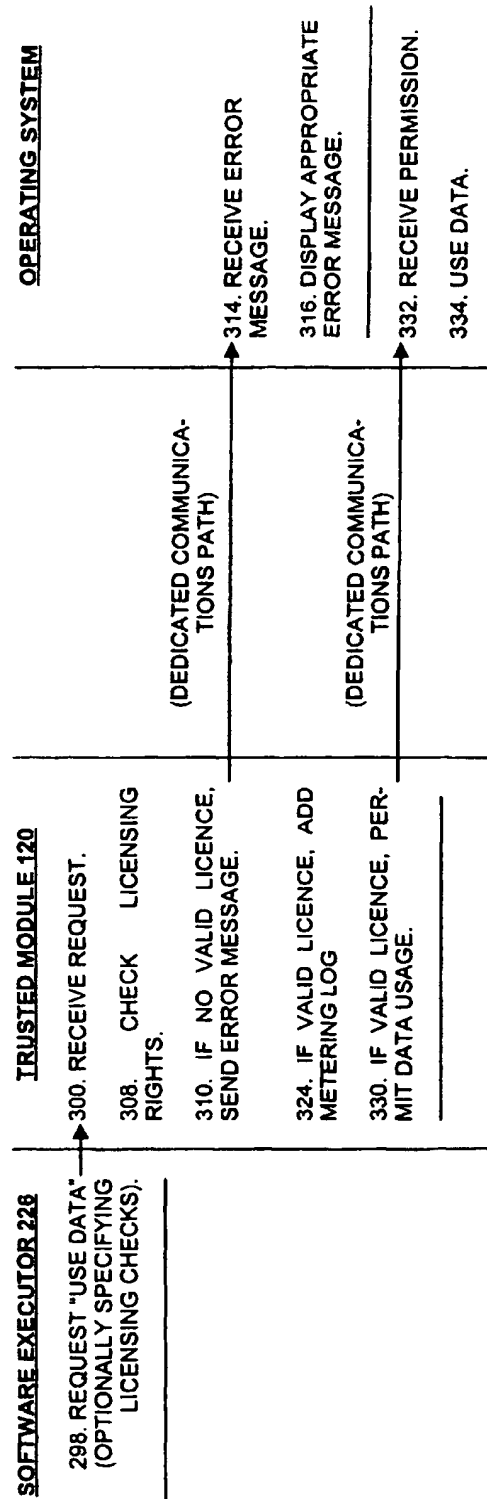 SOFTWARE EXECUTOR 226
298. REQUEST "USE DATA"
(OPTIONALLY SPECIFYING
LICENSING CHECKS).
TRUSTED MODULE 120
300. RECEIVE REQUEST.
308. CHECK LICENSING
RIGHTS.
310. IF NO VALID LICENCE,
SEND ERROR MESSAGE.
324. IF VALID LICENCE, ADD
METERING LOG
330. IF VALID LICENCE, PER-
MIT DATA USAGE.
(DEDICATED COMMUNICA-
TIONS PATH)
(DEDICATED COMMUNICA-
TIONS PATH)
OPERATING SYSTEM
314. RECEIVE ERROR
MESSAGE.
316. DISPLAY APPROPRIATE
ERROR MESSAGE.
332. RECEIVE PERMISSION.
334. USE DATA.